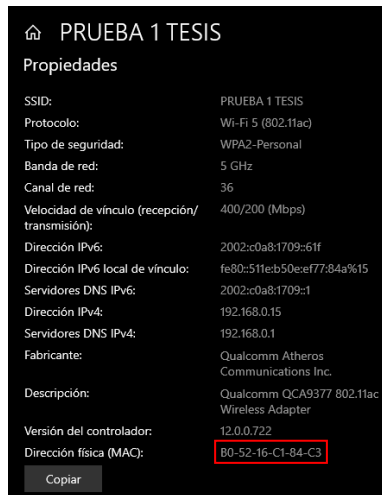 PRUEBA 1 TESIS
Propiedades
SSID: PRUEBA 1 TESIS
Protocolo: Wi-Fi 5 (802.11ac)
Tipo de seguridad: WPA2-Personal
Banda de red: 5 GHz
Canal de red: 36
Velocidad de vínculo (recepción/ 400/200 (Mbps)
transmisión):
Dirección IPv6: 2002:c0a8:1709::61f
Dirección IPv6 local de vínculo: fe80::511e:b50e:ef77:84a%15
Servidores DNS IPv6: 2002:c0a8:1709::1
Dirección IPv4: 192.168.0.15
Servidores DNS IPv4: 192.168.0.1
Fabricante: Qualcomm Atheros
Communications Inc.
Descripción: Qualcomm QCA9377 802.11ac
Wireless Adapter
Versión del controlador: 12.0.0.722
Dirección física (MAC): B0-52-16-C1-84-C3
Copiar